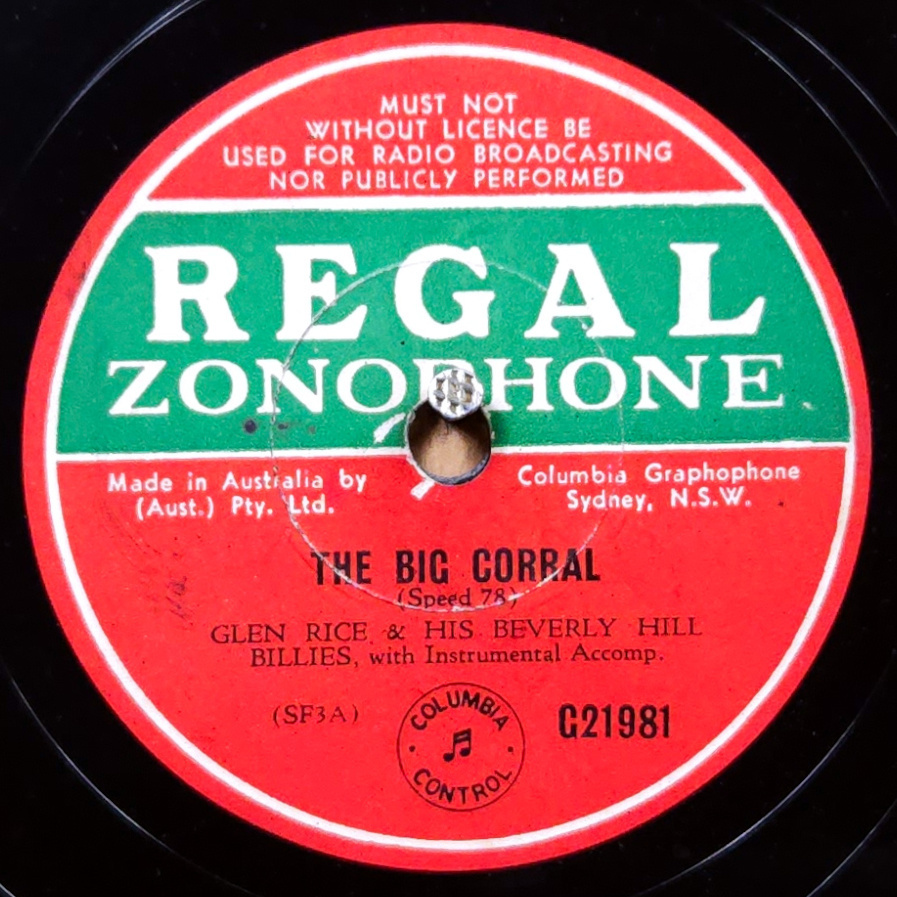 MUST NOT
WITHOUT LICENCE BE
USED FOR RADIO BROADCASTING
NOR PUBLICLY PERFORMED
REGAL
ZONOPHONE
Made in Australia by Columbia Graphophone
(Aust.) Pty. Ltd. Sydney, N.S.W.
THE BIG CORRAL
(Speed 78)
GLEN RICE & HIS BEVERLY HILL
BILLIES, with Instrumental Accomp.
(SF3A) G21981
COLUMBIA
CONTROL